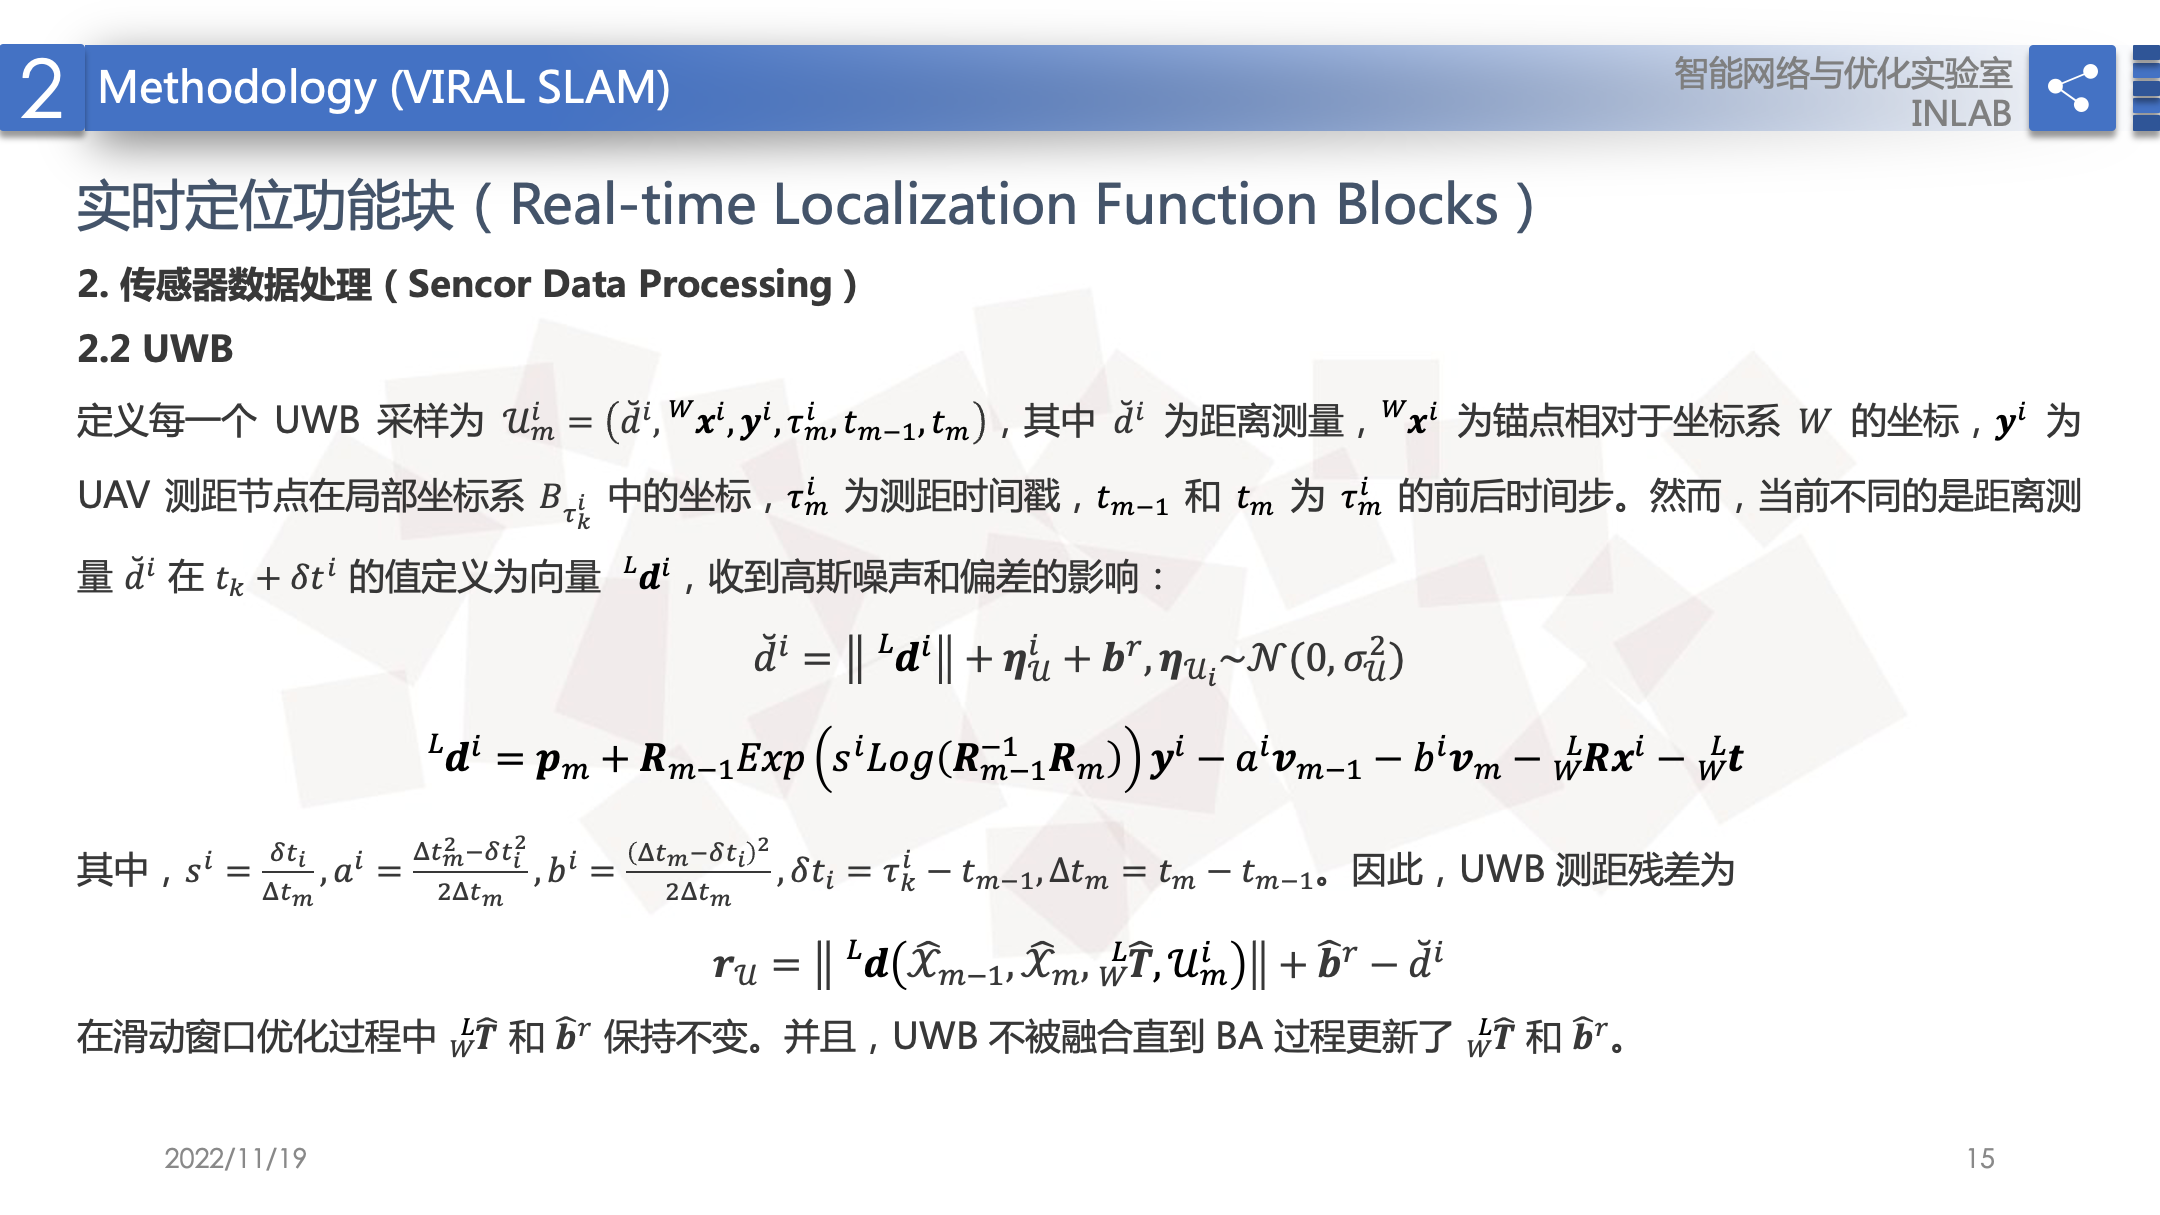 2 Methodology (VIRAL SLAM) 智能网络与优化实验室
INLAB
实时定位功能块（Real-time Localization Function Blocks）
2. 传感器数据处理（Sencor Data Processing）
2.2 UWB
定义每一个 UWB 采样为 $\mathcal{U}_m^i = (\breve{d}^i, {}^W\boldsymbol{x}^i, \boldsymbol{y}^i, \tau_m^i, t_{m-1}, t_m)$，其中 $\breve{d}^i$ 为距离测量，${}^W\boldsymbol{x}^i$ 为锚点相对于坐标系 $W$ 的坐标，$\boldsymbol{y}^i$ 为
UAV 测距节点在局部坐标系 $B_{\tau_k^i}$ 中的坐标，$\tau_m^i$ 为测距时间戳，$t_{m-1}$ 和 $t_m$ 为 $\tau_m^i$ 的前后时间步。然而，当前不同的是距离测
量 $\breve{d}^i$ 在 $t_k + \delta t^i$ 的值定义为向量 ${}^L\boldsymbol{d}^i$，收到高斯噪声和偏差的影响：
$\breve{d}^i = \| {}^L\boldsymbol{d}^i \| + \boldsymbol{\eta}_{\mathcal{U}}^i + \boldsymbol{b}^r, \boldsymbol{\eta}_{\mathcal{U}_i} \sim \mathcal{N}(0, \sigma_{\mathcal{U}}^2)$
${}^L\boldsymbol{d}^i = \boldsymbol{p}_m + \boldsymbol{R}_{m-1} Exp\left(s^i Log(\boldsymbol{R}_{m-1}^{-1} \boldsymbol{R}_m)\right) \boldsymbol{y}^i - a^i \boldsymbol{v}_{m-1} - b^i \boldsymbol{v}_m - {}_W^L\boldsymbol{R}\boldsymbol{x}^i - {}_W^L\boldsymbol{t}$
其中，$s^i = \frac{\delta t_i}{\Delta t_m}, a^i = \frac{\Delta t_m^2 - \delta t_i^2}{2\Delta t_m}, b^i = \frac{(\Delta t_m - \delta t_i)^2}{2\Delta t_m}, \delta t_i = \tau_k^i - t_{m-1}, \Delta t_m = t_m - t_{m-1}$。因此，UWB 测距残差为
$\boldsymbol{r}_{\mathcal{U}} = \| {}^L\boldsymbol{d}(\hat{\mathcal{X}}_{m-1}, \hat{\mathcal{X}}_m, {}_W^L\hat{\boldsymbol{T}}, \mathcal{U}_m^i) \| + \hat{\boldsymbol{b}}^r - \breve{d}^i$
在滑动窗口优化过程中 ${}_W^L\hat{\boldsymbol{T}}$ 和 $\hat{\boldsymbol{b}}^r$ 保持不变。并且，UWB 不被融合直到 BA 过程更新了 ${}_W^L\hat{\boldsymbol{T}}$ 和 $\hat{\boldsymbol{b}}^r$。
2022/11/19 15